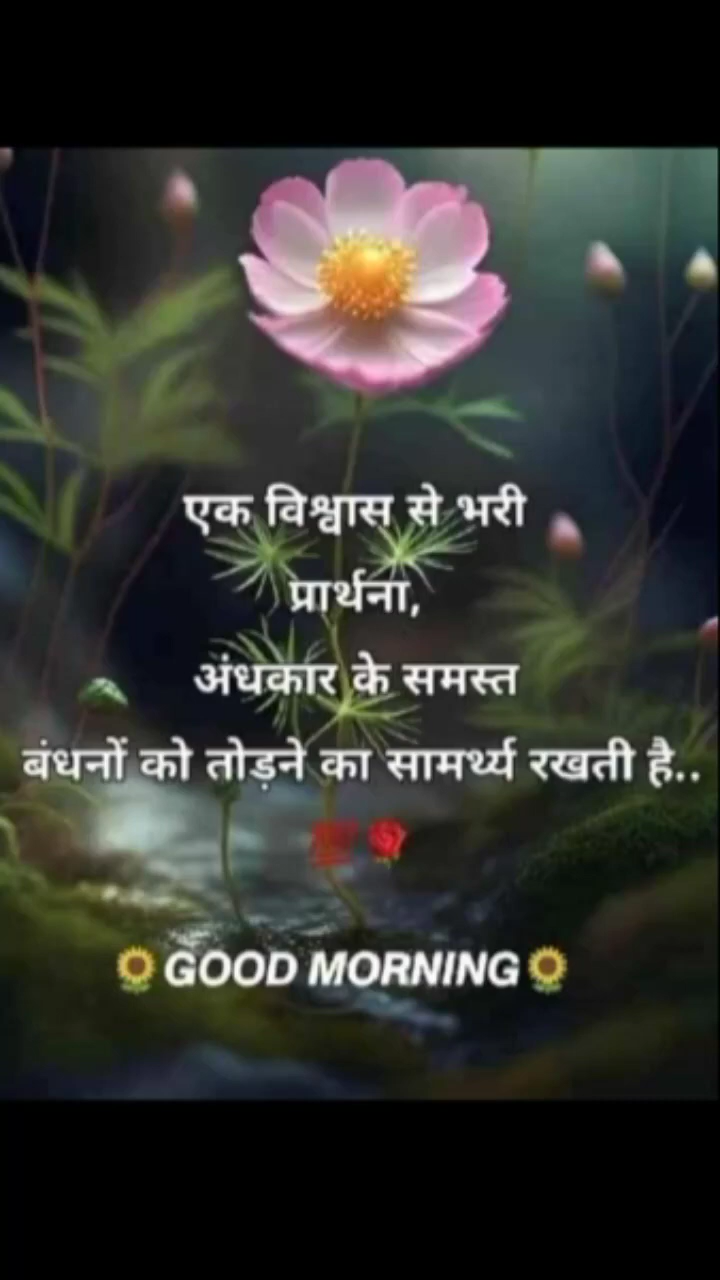 एक विश्वास से भरी
प्रार्थना,
अंधकार के समस्त
बंधनों को तोड़ने का सामर्थ्य रखती है..
💯🌹
🌻GOOD MORNING🌻